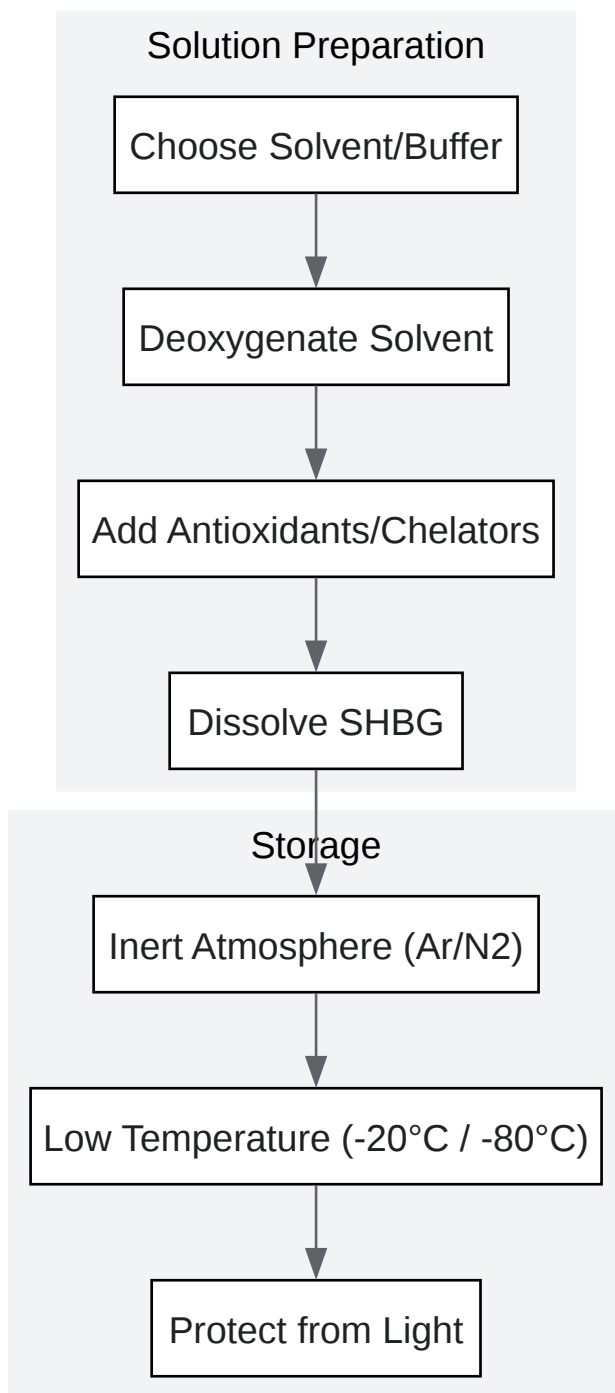 Solution Preparation
Choose Solvent/Buffer
Deoxygenate Solvent
Add Antioxidants/Chelators
Dissolve SHBG
Storage
Inert Atmosphere (Ar/N2)
Low Temperature (-20°C / -80°C)
Protect from Light